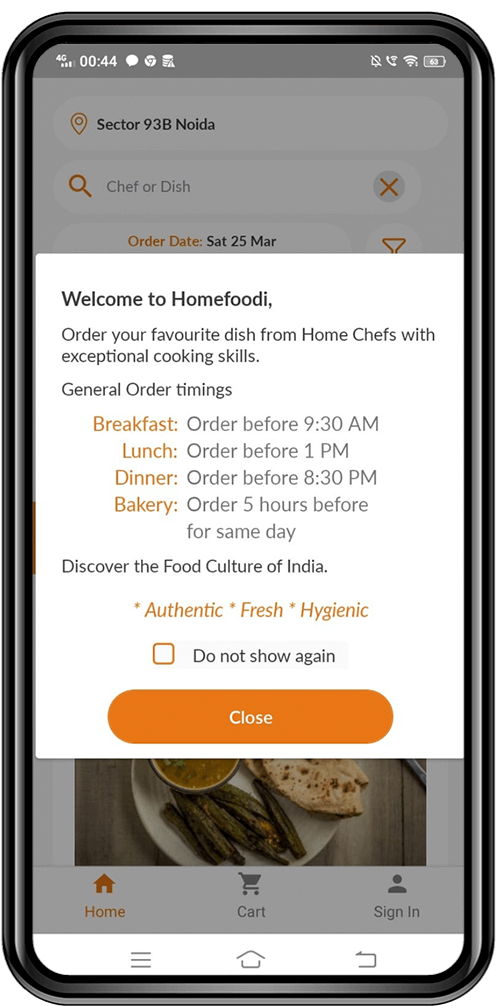 4G 00:44 63
Sector 93B Noida
Chef or Dish
Order Date: Sat 25 Mar
Welcome to Homefoodi,
Order your favourite dish from Home Chefs with
exceptional cooking skills.
General Order timings
Breakfast: Order before 9:30 AM
Lunch: Order before 1 PM
Dinner: Order before 8:30 PM
Bakery: Order 5 hours before
for same day
Discover the Food Culture of India.
* Authentic * Fresh * Hygienic
Do not show again
Close
Home Cart Sign In